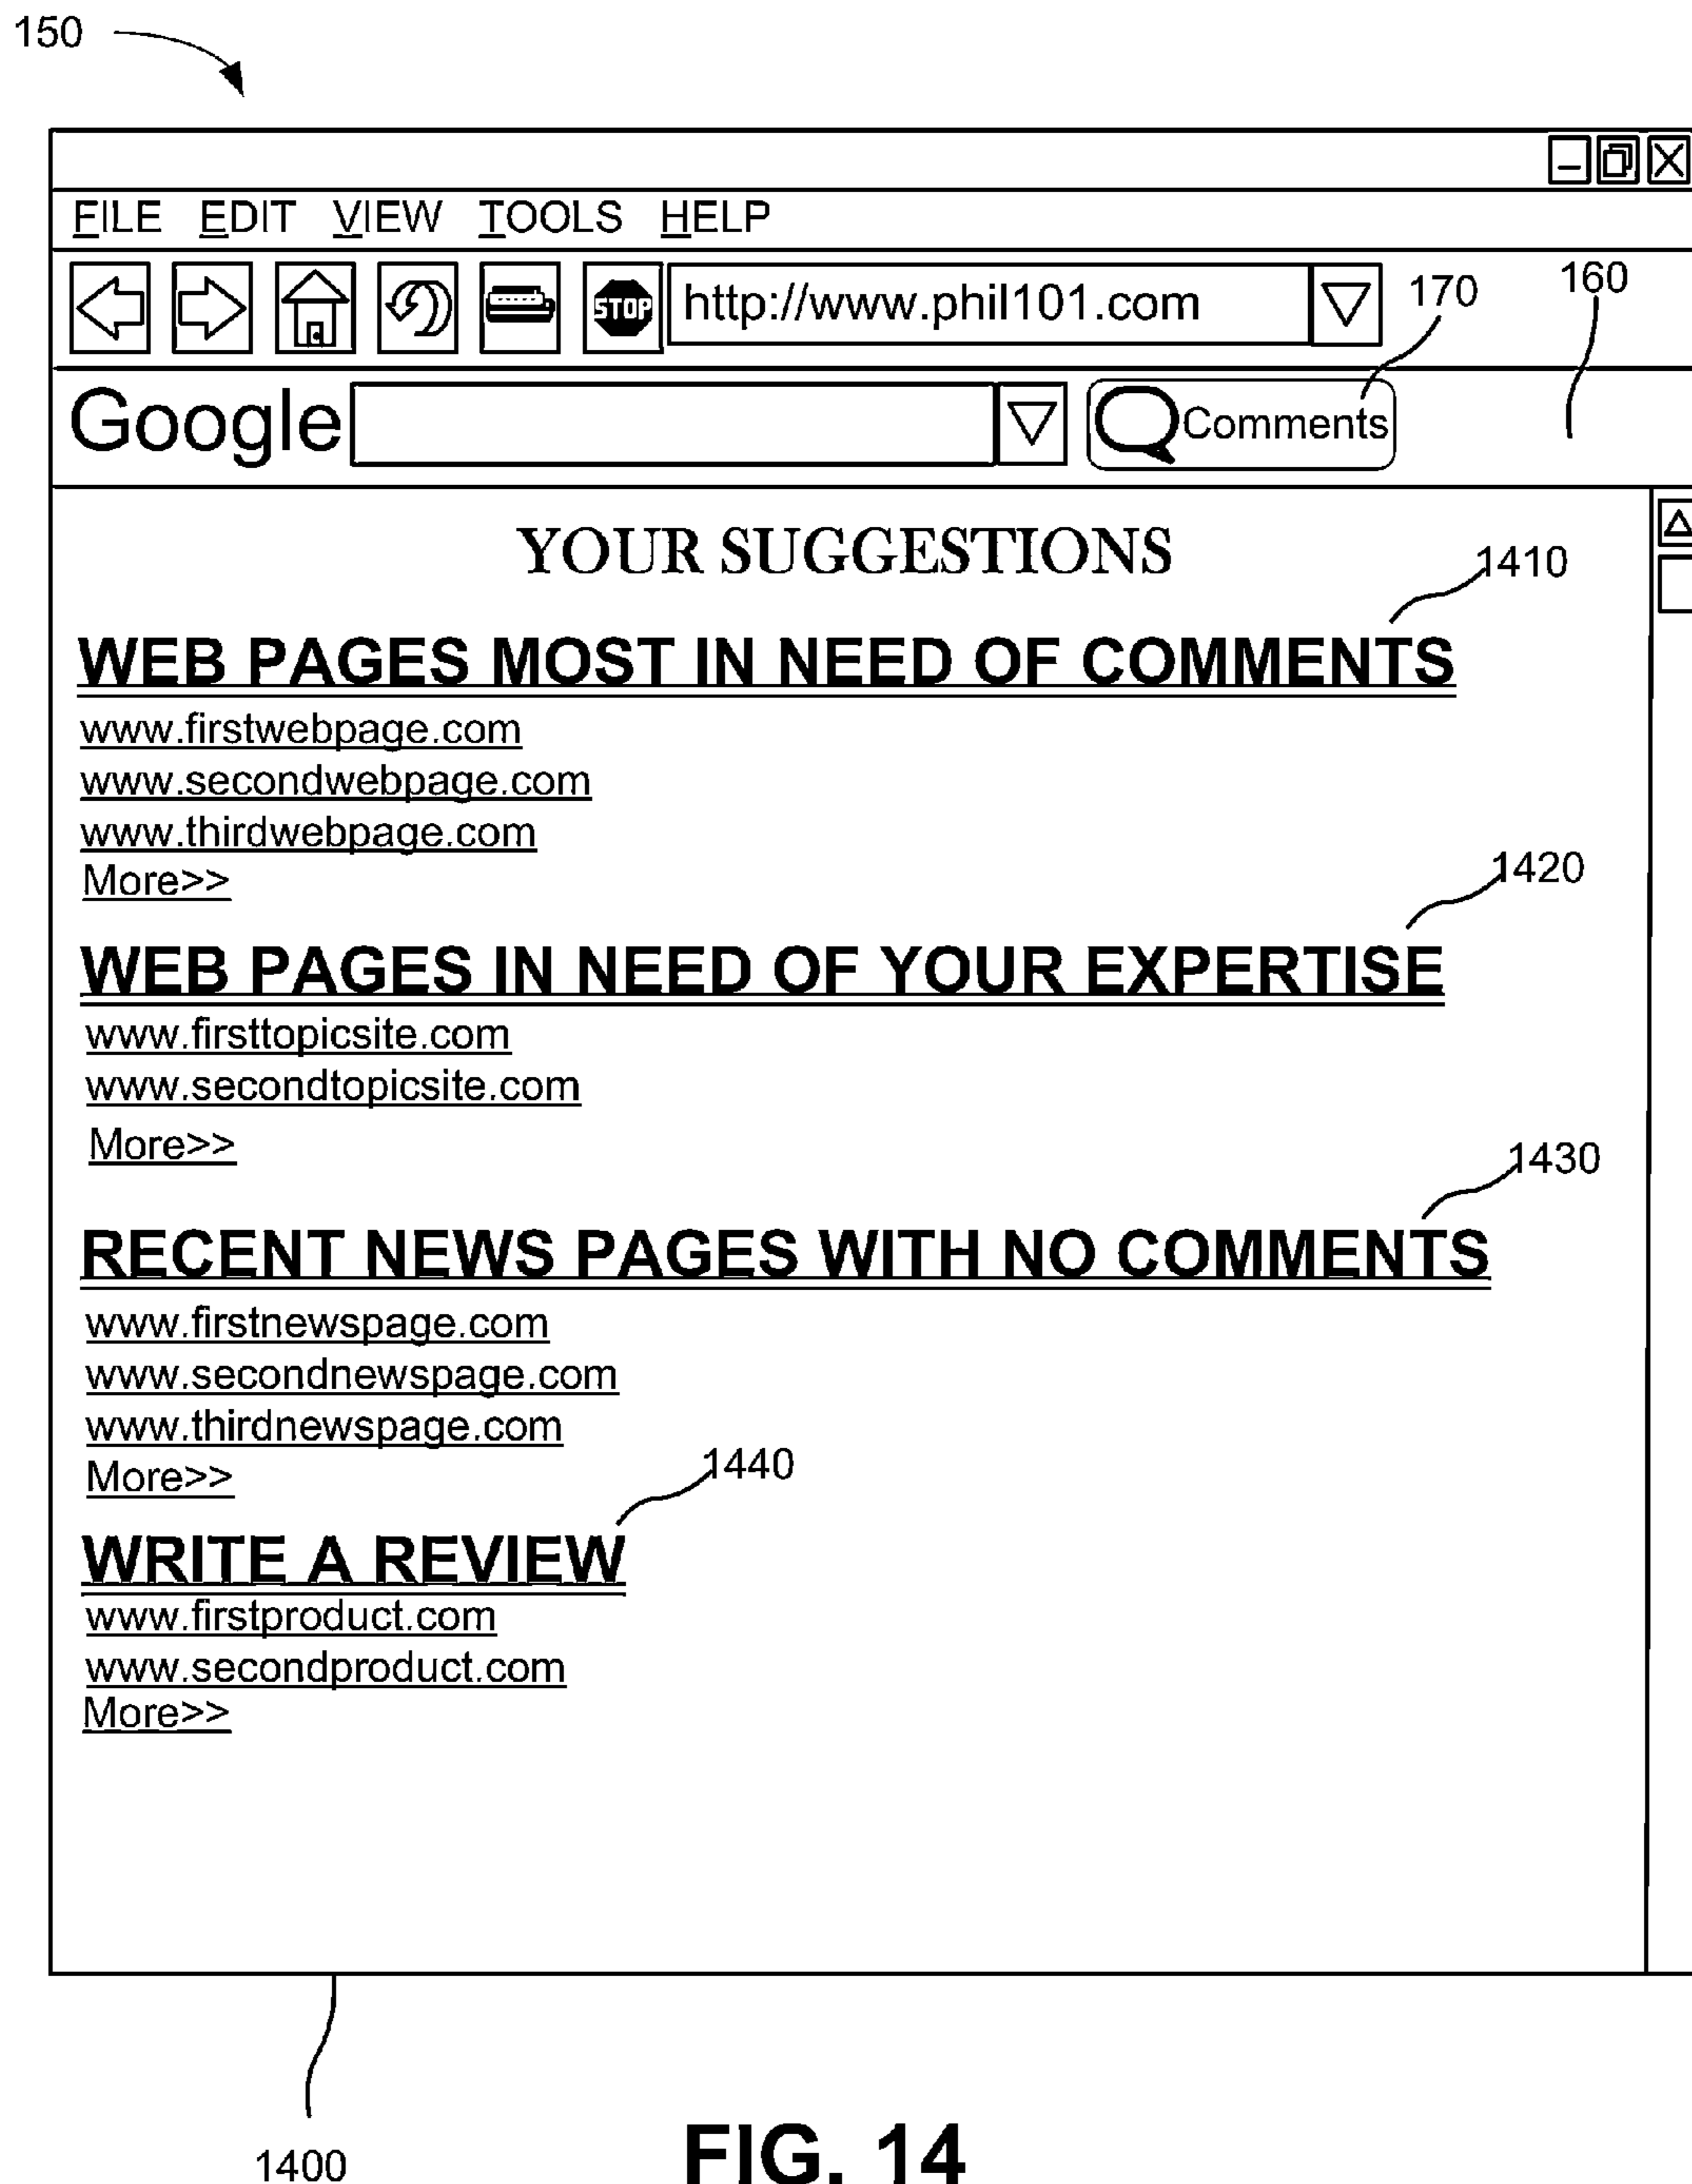 150
FILE EDIT VIEW TOOLS HELP
STOP http://www.phil101.com 170 160
Google Comments
YOUR SUGGESTIONS
1410
WEB PAGES MOST IN NEED OF COMMENTS
www.firstwebpage.com
www.secondwebpage.com
www.thirdwebpage.com
More>>
1420
WEB PAGES IN NEED OF YOUR EXPERTISE
www.firsttopicsite.com
www.secondtopicsite.com
More>>
1430
RECENT NEWS PAGES WITH NO COMMENTS
www.firstnewspage.com
www.secondnewspage.com
www.thirdnewspage.com
More>>
1440
WRITE A REVIEW
www.firstproduct.com
www.secondproduct.com
More>>
1400
FIG. 14